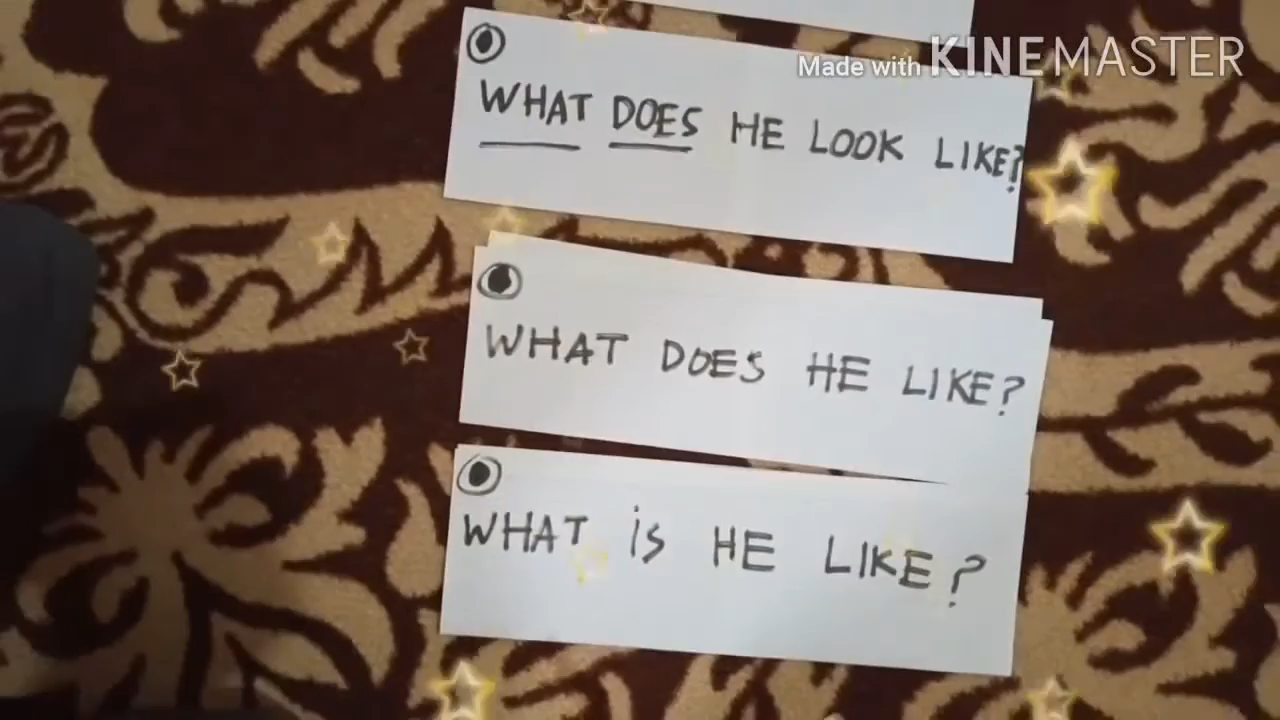 Made with KINEMASTER
WHAT DOES HE LOOK LIKE?
WHAT DOES HE LIKE?
WHAT iS HE LIKE?